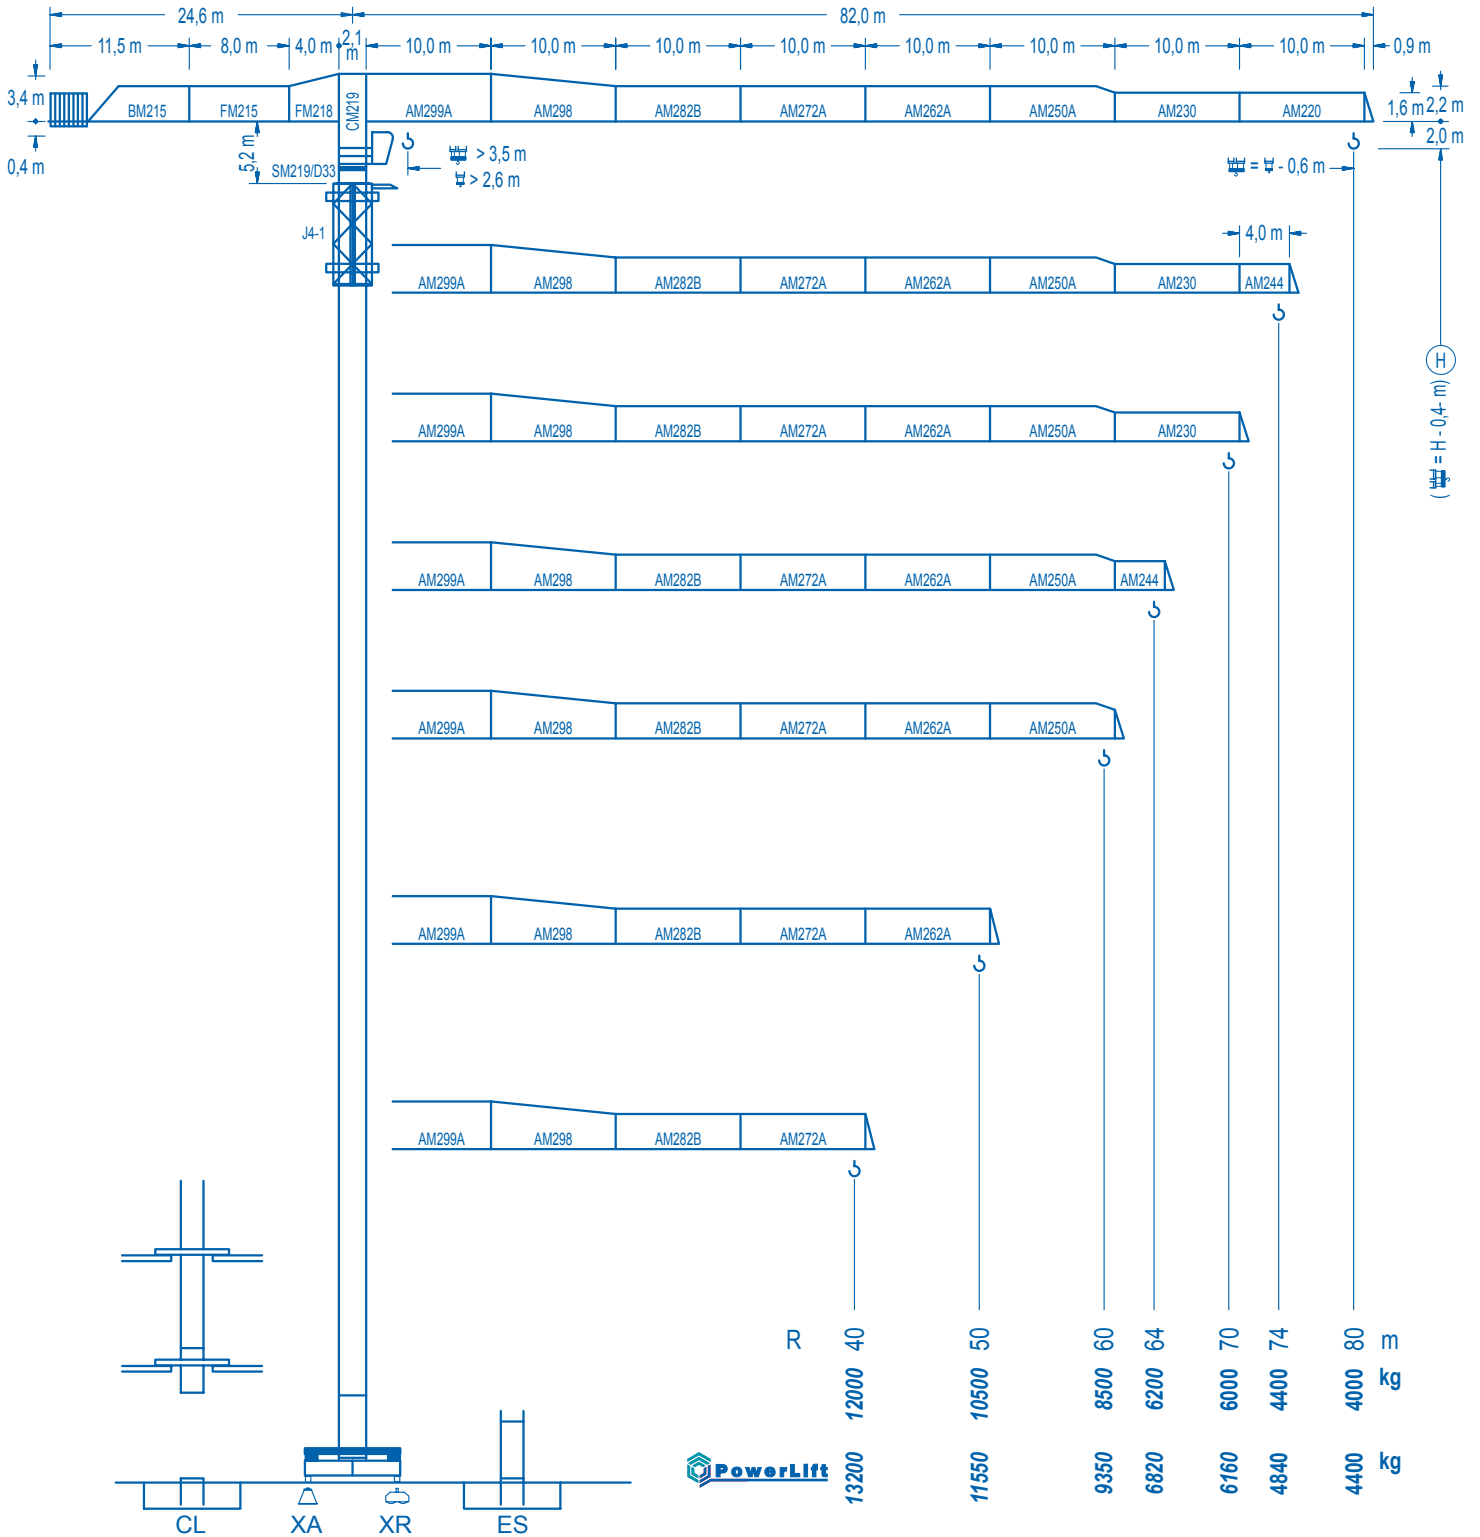 24,6 m
82,0 m
11,5 m
8,0 m
4,0 m
2,1 m
10,0 m
10,0 m
10,0 m
10,0 m
10,0 m
10,0 m
10,0 m
10,0 m
0,9 m
3,4 m
0,4 m
BM215
FM215
FM218
CM219
AM299A
AM298
AM282B
AM272A
AM262A
AM250A
AM230
AM220
1,6 m
2,2 m
2,0 m
5,2 m
SM219/D33
> 3,5 m
> 2,6 m
= - 0,6 m
J4-1
4,0 m
AM299A
AM298
AM282B
AM272A
AM262A
AM250A
AM230
AM244
H
( = H - 0,4 m)
AM299A
AM298
AM282B
AM272A
AM262A
AM250A
AM230
AM299A
AM298
AM282B
AM272A
AM262A
AM250A
AM244
AM299A
AM298
AM282B
AM272A
AM262A
AM250A
AM299A
AM298
AM282B
AM272A
AM262A
AM299A
AM298
AM282B
AM272A
R 40 50 60 64 70 74 80 m
12000 10500 8500 6200 6000 4400 4000 kg
PowerLift
13200 11550 9350 6820 6160 4840 4400 kg
CL
XA
XR
ES